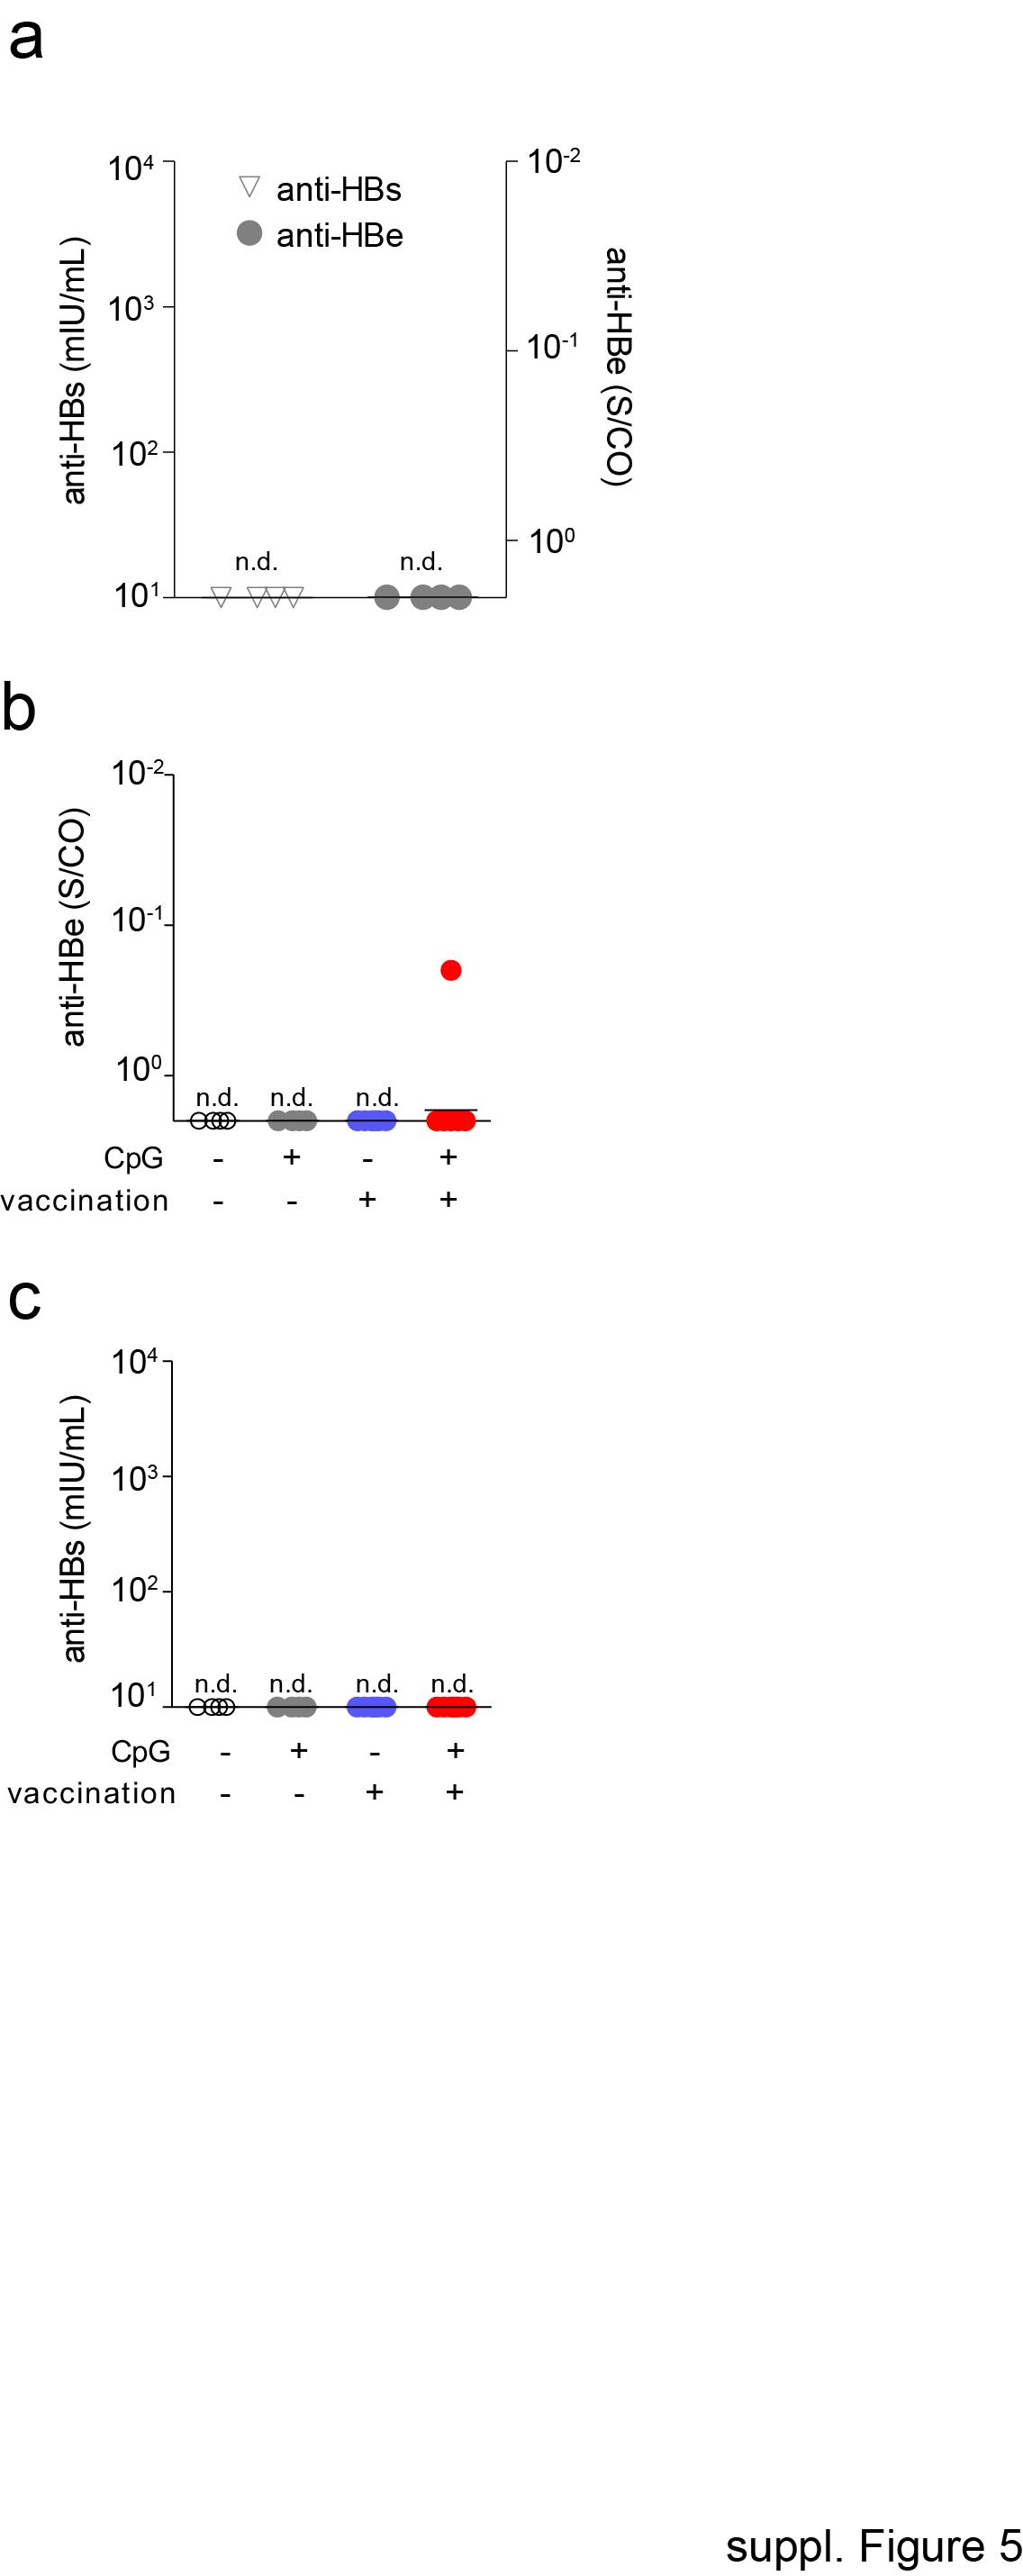 a
10⁴
10⁻²
anti-HBs
anti-HBe
anti-HBs (mIU/mL)
anti-HBe (S/CO)
10³
10⁻¹
10²
10⁰
n.d. n.d.
10¹
b
10⁻²
anti-HBe (S/CO)
10⁻¹
10⁰
n.d. n.d. n.d.
CpG - + - +
vaccination - - + +
c
10⁴
anti-HBs (mIU/mL)
10³
10²
n.d. n.d. n.d. n.d.
10¹
CpG - + - +
vaccination - - + +
suppl. Figure 5